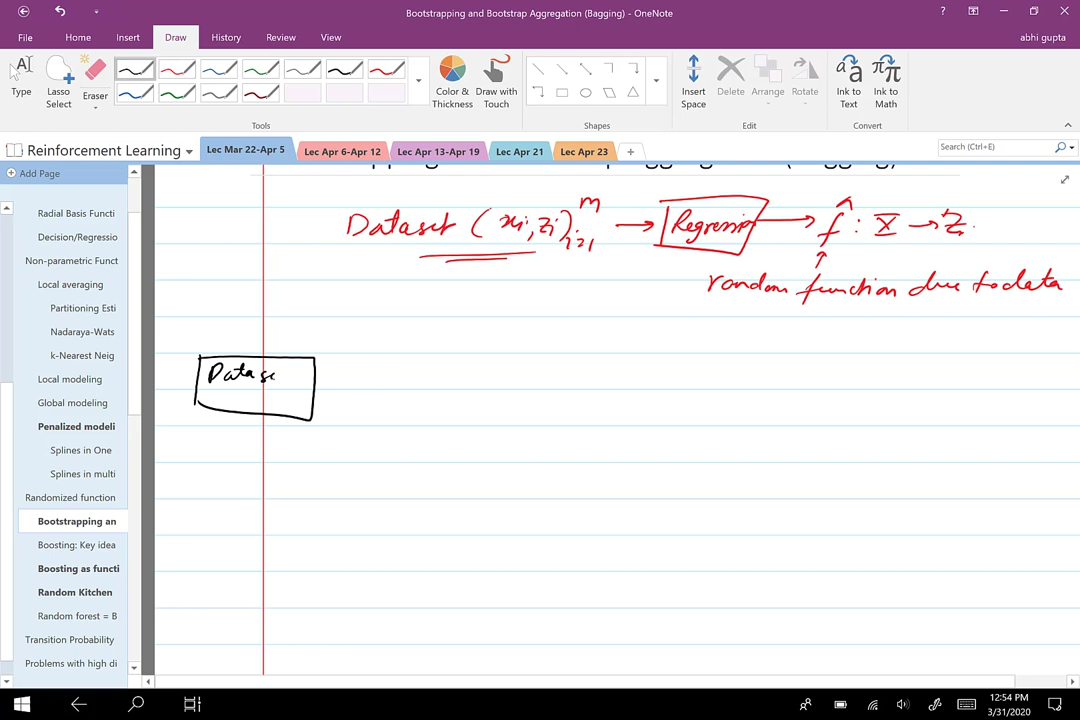 Bootstrapping and Bootstrap Aggregation (Bagging) - OneNote
?
File Home Insert Draw History Review View
abhi gupta
Type
Lasso Select
Eraser
Color & Thickness
Draw with Touch
Insert Space
Delete
Arrange
Rotate
Ink to Text
Ink to Math
Tools
Shapes
Edit
Convert
Reinforcement Learning
Lec Mar 22-Apr 5
Lec Apr 6-Apr 12
Lec Apr 13-Apr 19
Lec Apr 21
Lec Apr 23
Search (Ctrl+E)
Add Page
Radial Basis Functi
Decision/Regressio
Non-parametric Funct
Local averaging
Partitioning Esti
Nadaraya-Wats
k-Nearest Neig
Local modeling
Global modeling
Penalized modeli
Splines in One
Splines in multi
Randomized function
Bootstrapping an
Boosting: Key idea
Boosting as functi
Random Kitchen
Random forest = B
Transition Probability
Problems with high di
Dataset (xi, zi)_{i=1}^m → Regression → f̂ : X → Z.
random function due to data
Datase
12:54 PM
3/31/2020